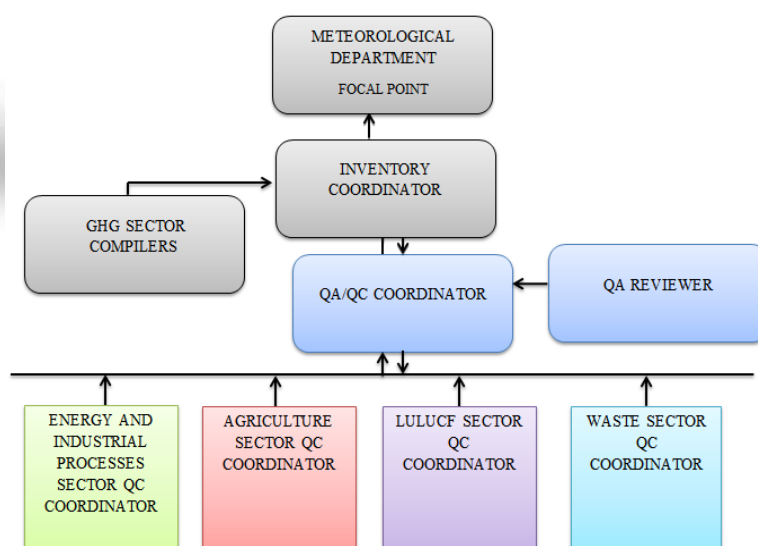 METEOROLOGICAL
DEPARTMENT
FOCAL POINT
INVENTORY
COORDINATOR
GHG SECTOR
COMPILERS
QA/QC COORDINATOR
QA REVIEWER
ENERGY AND
INDUSTRIAL
PROCESSES
SECTOR QC
COORDINATOR
AGRICULTURE
SECTOR QC
COORDINATOR
LULUCF SECTOR
QC
COORDINATOR
WASTE SECTOR
QC
COORDINATOR